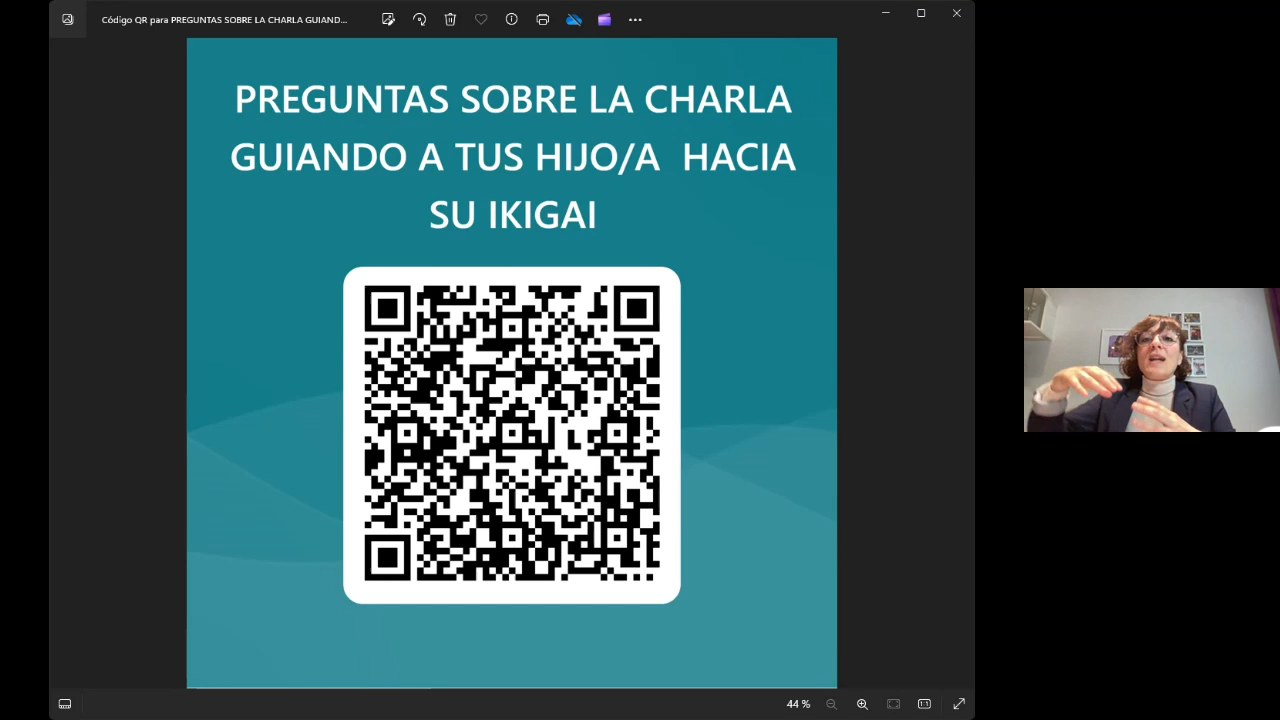 Código QR para PREGUNTAS SOBRE LA CHARLA GUIAND...
PREGUNTAS SOBRE LA CHARLA
GUIANDO A TUS HIJO/A HACIA
SU IKIGAI
44 %